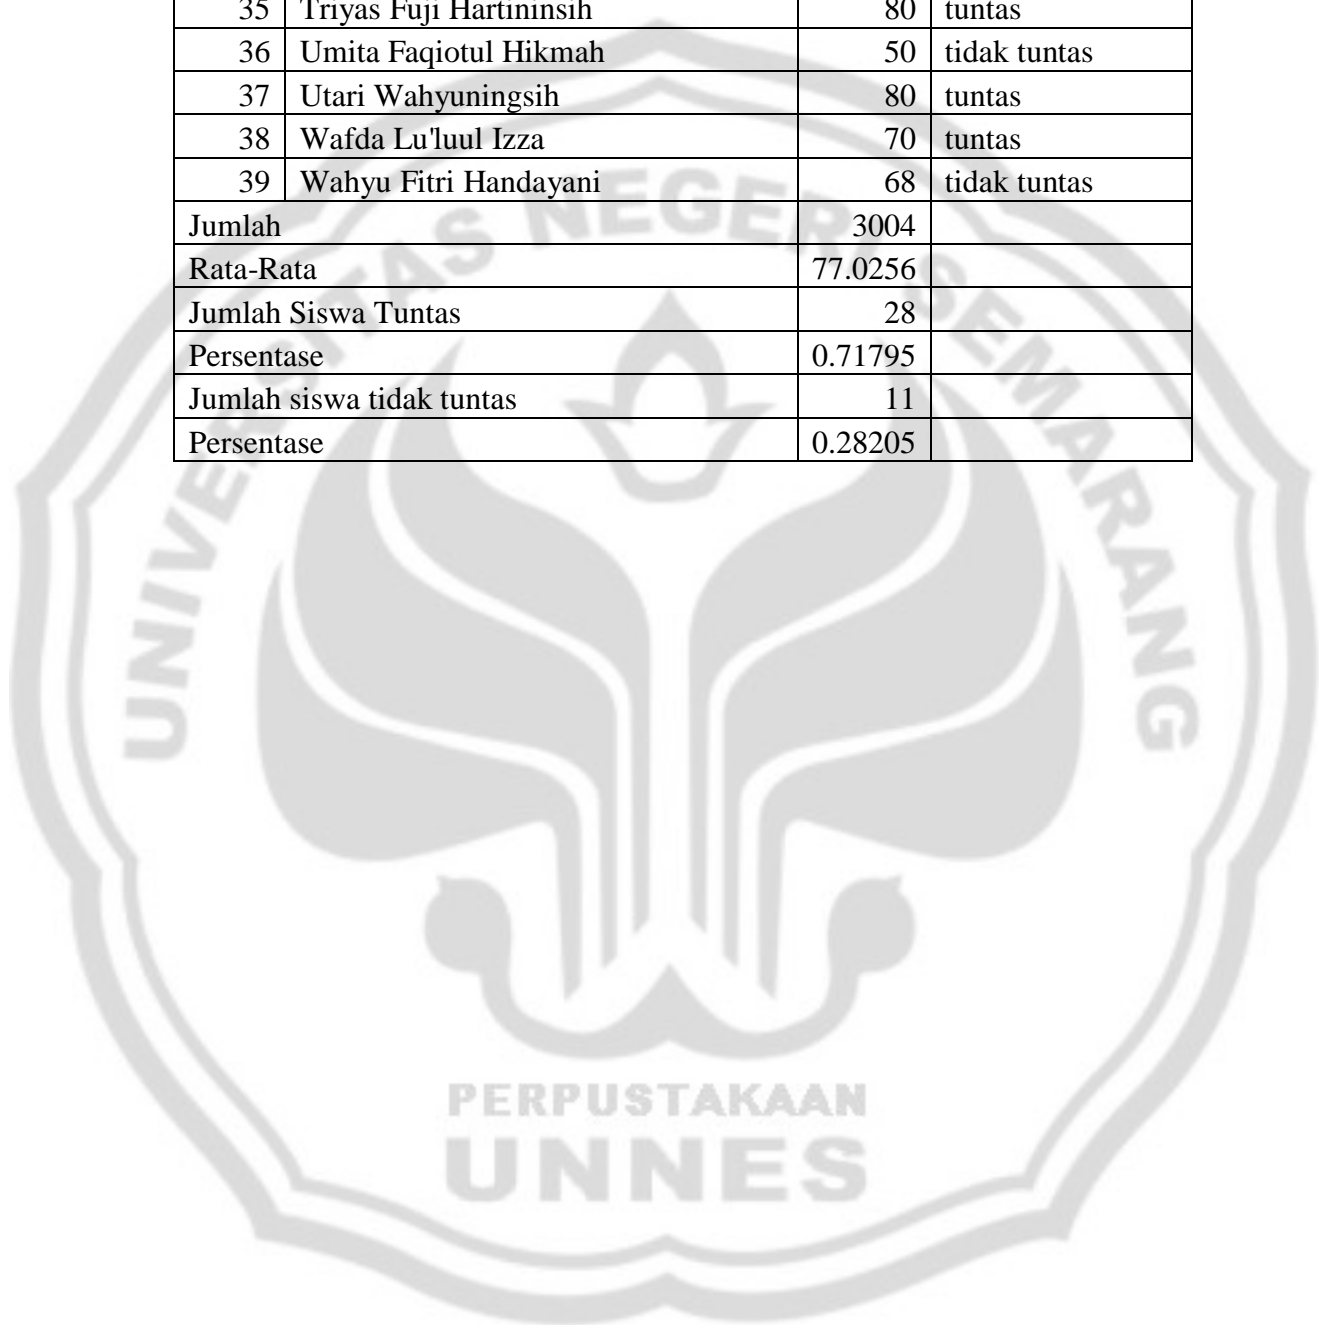 35 Triyas Fuji Hartininsih 80 tuntas
36 Umita Faqiotul Hikmah 50 tidak tuntas
37 Utari Wahyuningsih 80 tuntas
38 Wafda Lu'luul Izza 70 tuntas
39 Wahyu Fitri Handayani 68 tidak tuntas
Jumlah 3004
Rata-Rata 77.0256
Jumlah Siswa Tuntas 28
Persentase 0.71795
Jumlah siswa tidak tuntas 11
Persentase 0.28205
UNIVERSITAS NEGERI SEMARANG
PERPUSTAKAAN
UNNES